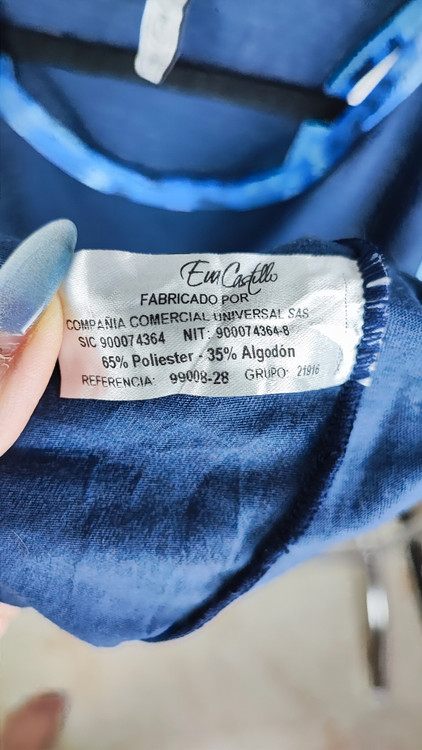 Eva Castillo
FABRICADO POR
COMPAÑIA COMERCIAL UNIVERSAL SAS
SIC 900074364 NIT: 900074364-8
65% Poliester - 35% Algodón
REFERENCIA: 99008-28 GRUPO: 21916